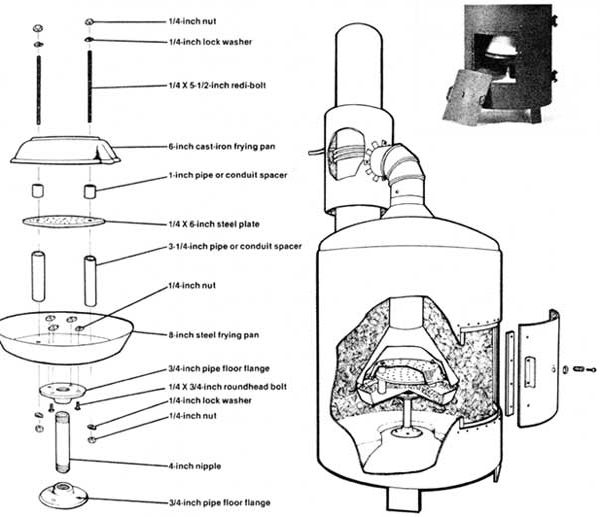 1/4-inch nut
1/4-inch lock washer
1/4 X 5-1/2-inch redi-bolt
6-inch cast-iron frying pan
1-inch pipe or conduit spacer
1/4 X 6-inch steel plate
3-1/4-inch pipe or conduit spacer
1/4-inch nut
8-inch steel frying pan
3/4-inch pipe floor flange
1/4 X 3/4-inch roundhead bolt
1/4-inch lock washer
1/4-inch nut
4-inch nipple
3/4-inch pipe floor flange